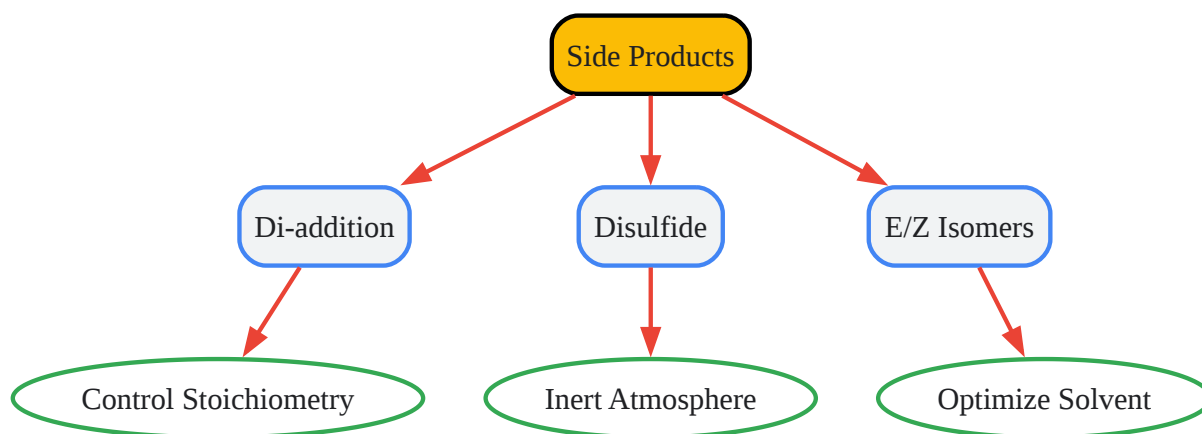 Side Products
Di-addition
Disulfide
E/Z Isomers
Control Stoichiometry
Inert Atmosphere
Optimize Solvent